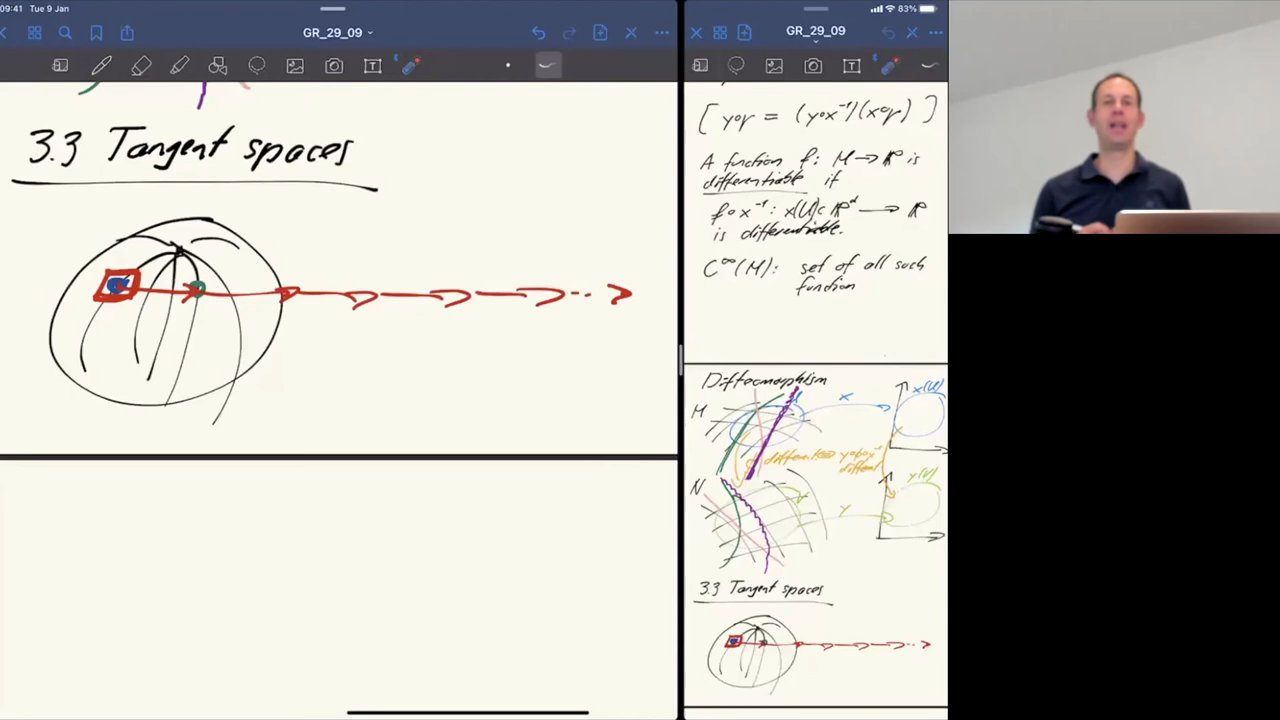 09:41 Tue 9 Jan
GR_29_09
3.3 Tangent spaces
83%
GR_29_09
[ y∘γ = (y∘x⁻¹)(x∘γ) ]
A function f: M → ℝ is
differentiable if
f∘x⁻¹: x(U)⊂ ℝᵈ → ℝ
is differentiable.
C^∞(M): set of all such
function
Diffeomorphism
M
x
x(U)
N
y
y(V)
3.3 Tangent spaces